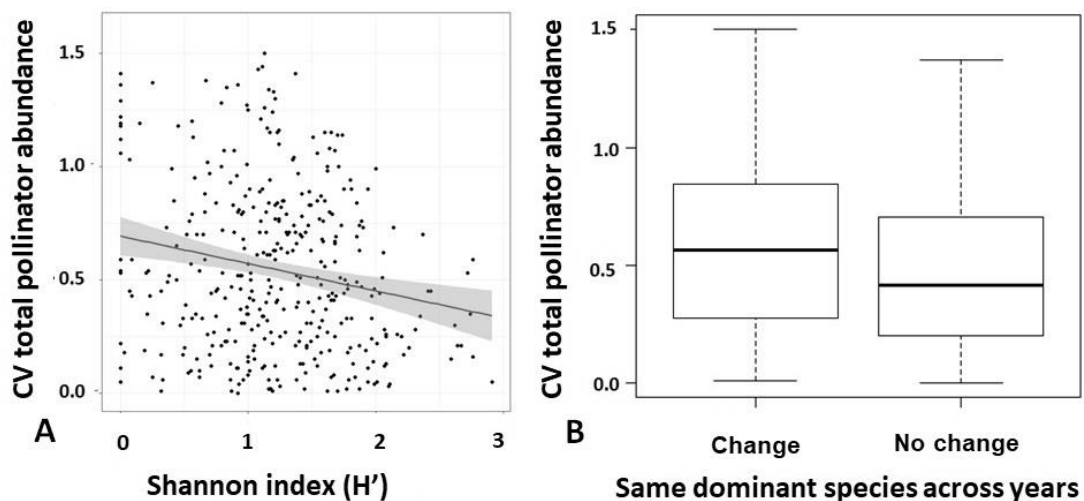 CV total pollinator abundance
1.5
1.0
0.5
0.0
0 1 2 3
A
Shannon index (H')
CV total pollinator abundance
1.5
1.0
0.5
0.0
Change No change
B
Same dominant species across years